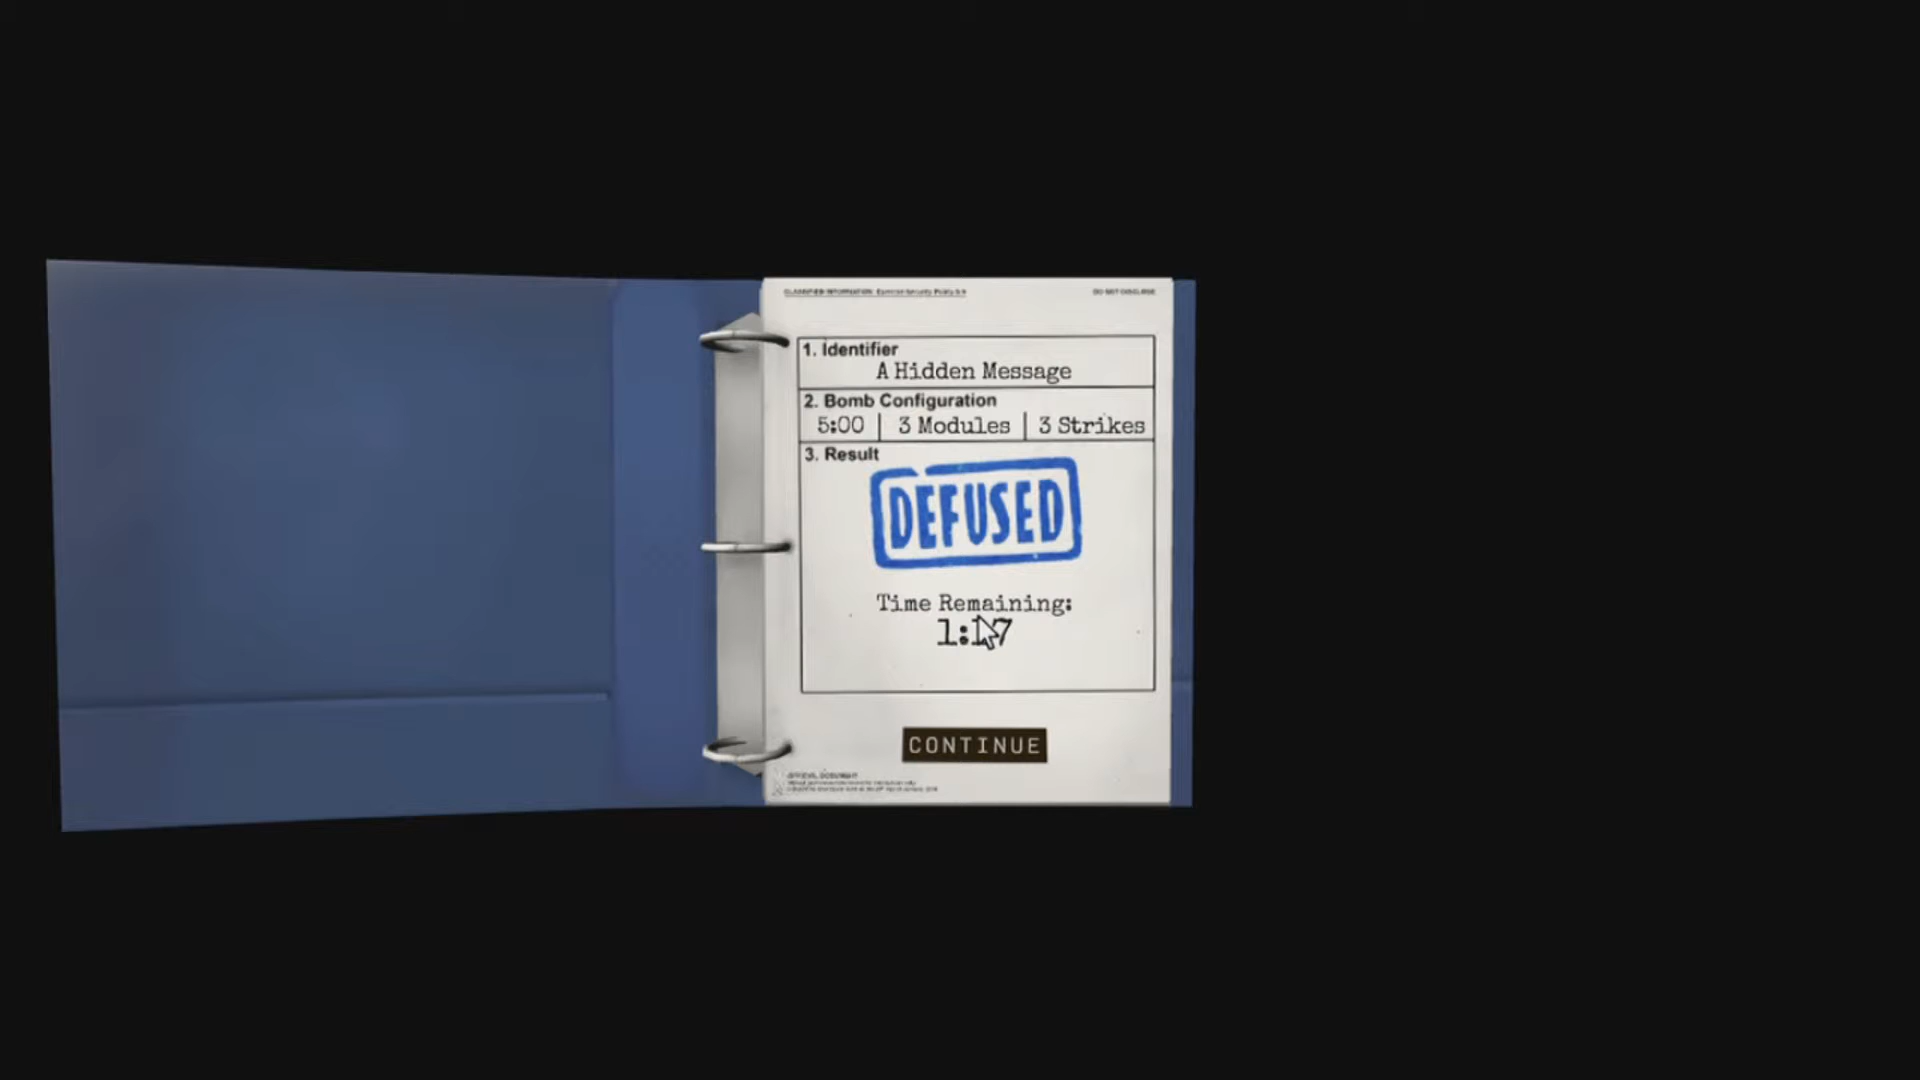 1. Identifier
A Hidden Message
2. Bomb Configuration
5:00 | 3 Modules | 3 Strikes
3. Result
DEFUSED
Time Remaining:
CONTINUE